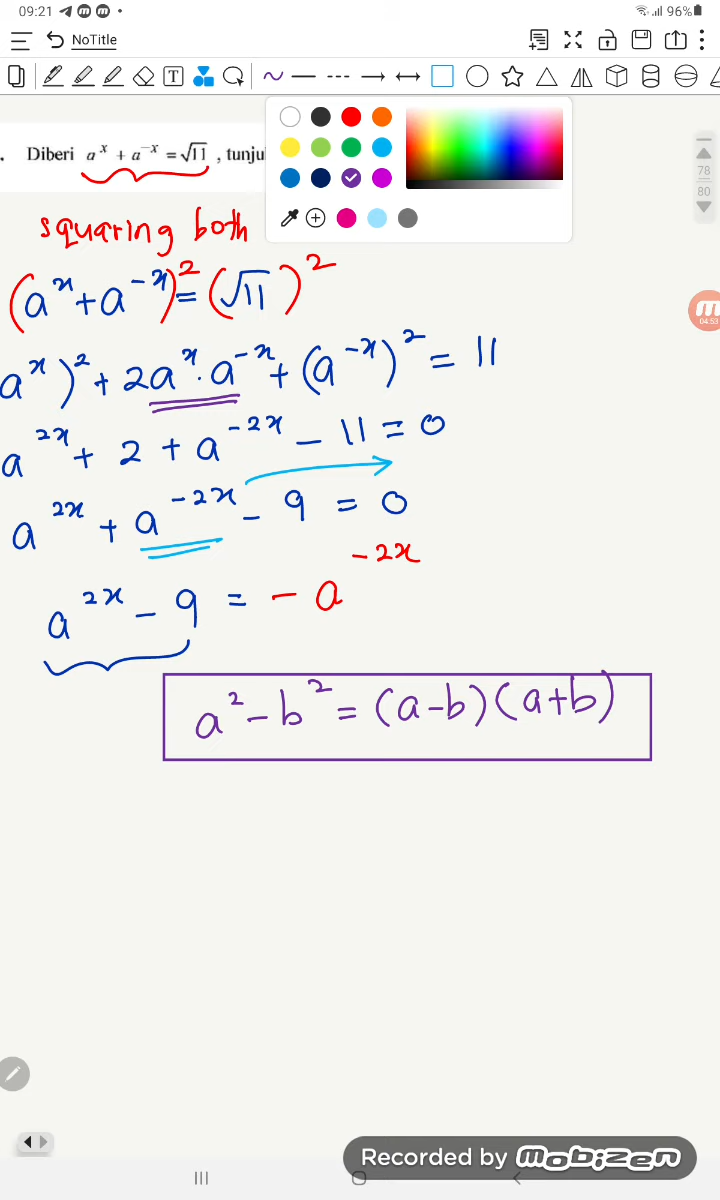 09:21 96%
NoTitle
T
. Diberi a^x + a^-x = √11 , tunju
squaring both
(a^x + a^-x)^2 = (√11)^2
a^x)^2 + 2a^x · a^-x + (a^-x)^2 = 11
a^2x + 2 + a^-2x - 11 = 0
a^2x + a^-2x - 9 = 0
a^2x - 9 = - a^-2x
a^2 - b^2 = (a-b)(a+b)
78
80
04:53
Recorded by mobizen